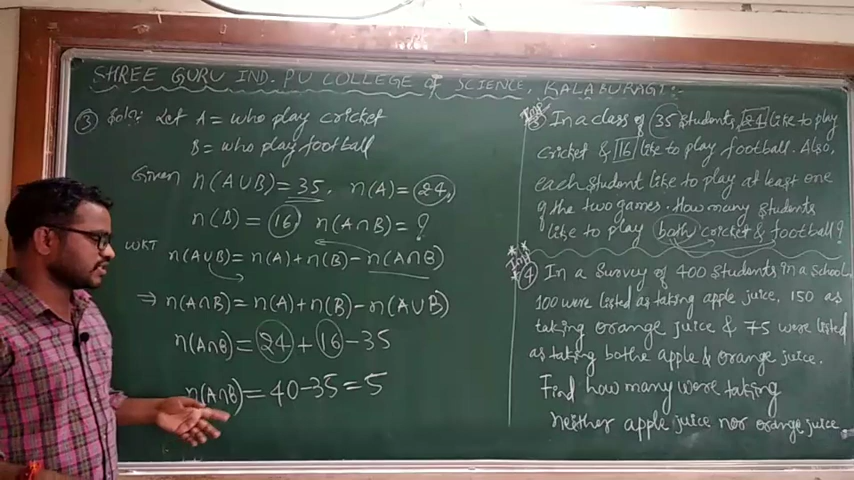 SHREE GURU IND. PU COLLEGE of SCIENCE, KALABURAGI :-
③ Soln: Let A = who play cricket
B = who play football
Given n(A∪B) = 35, n(A) = 24,
n(B) = 16 n(A∩B) = ?
WKT n(A∪B) = n(A) + n(B) - n(A∩B)
⇒ n(A∩B) = n(A) + n(B) - n(A∪B)
n(A∩B) = 24 + 16 - 35
n(A∩B) = 40 - 35 = 5
③ In a class of 35 students, 24 like to play
cricket & 16 like to play football. Also,
each student like to play at least one
of the two games. How many students
like to play both cricket & football?
④ In a survey of 400 students in a school,
100 were listed as taking apple juice, 150 as
taking orange juice & 75 were listed
as taking bothe apple & orange juice.
Find how many were taking
neither apple juice nor orange juice.